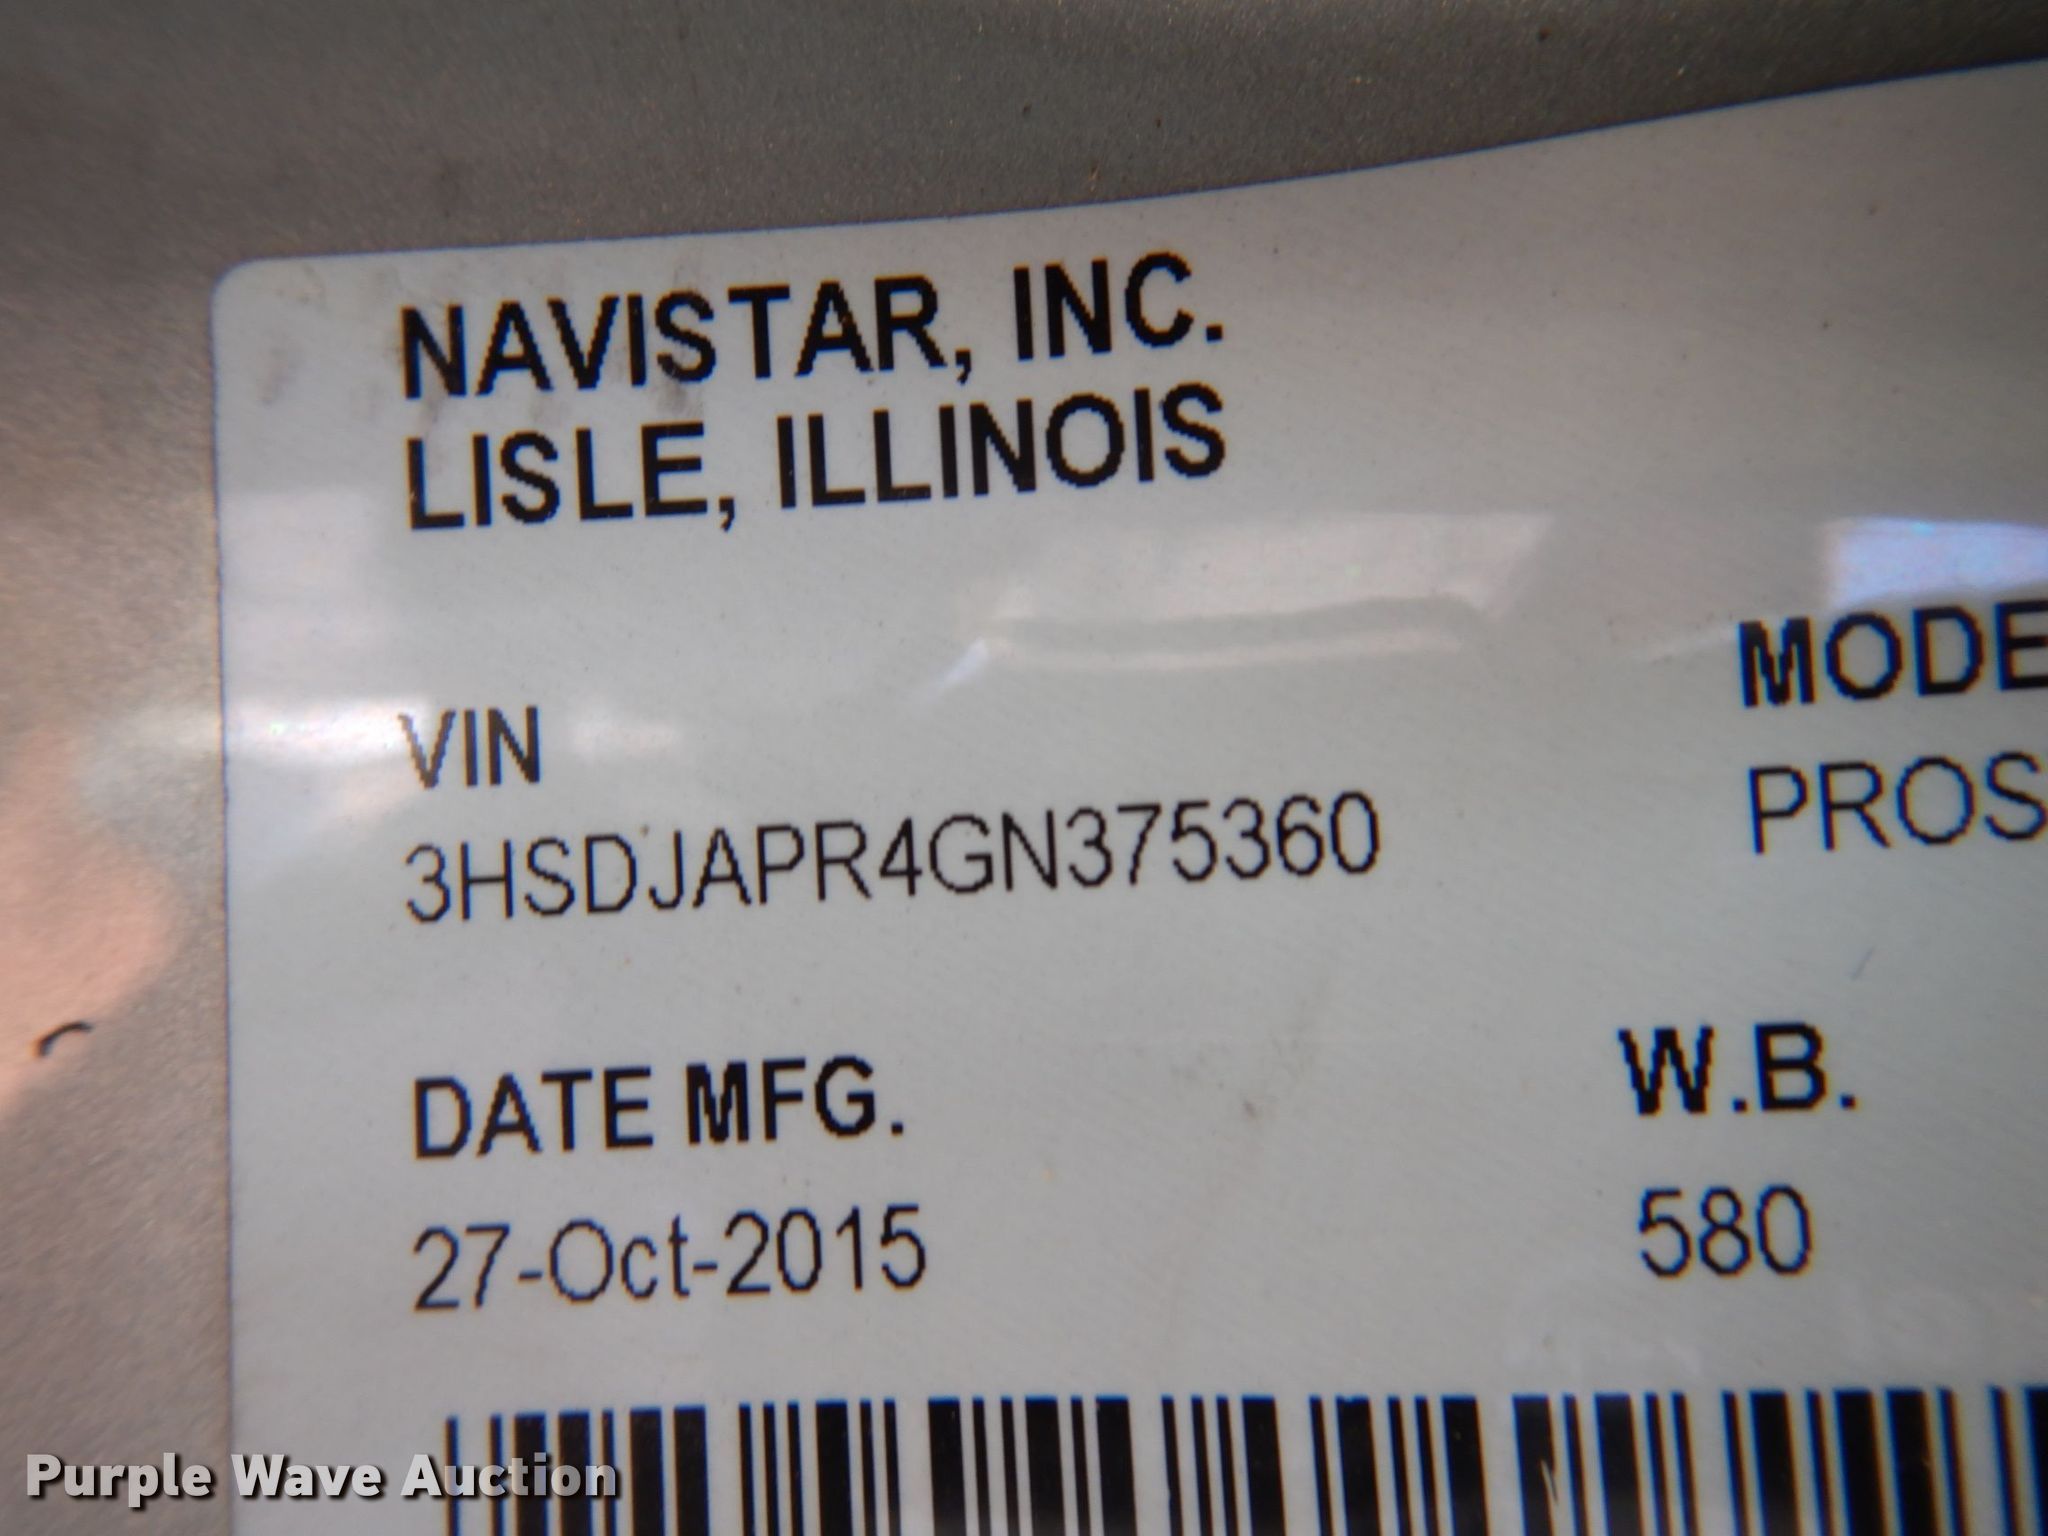 NAVISTAR, INC.
LISLE, ILLINOIS
VIN
MODE
3HSDJAPR4GN375360
PROS
DATE MFG.
W.B.
27-Oct-2015
580
Purple Wave Auction